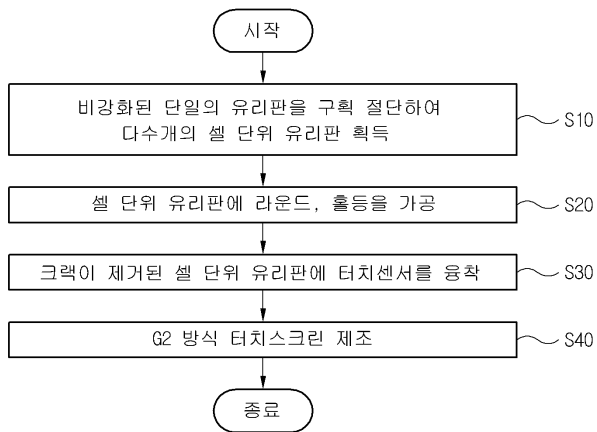 시작
비강화된 단일의 유리판을 구획 절단하여
다수개의 셀 단위 유리판 획득
S10
셀 단위 유리판에 라운드, 홀등을 가공
S20
크랙이 제거된 셀 단위 유리판에 터치센서를 융착
S30
G2 방식 터치스크린 제조
S40
종료